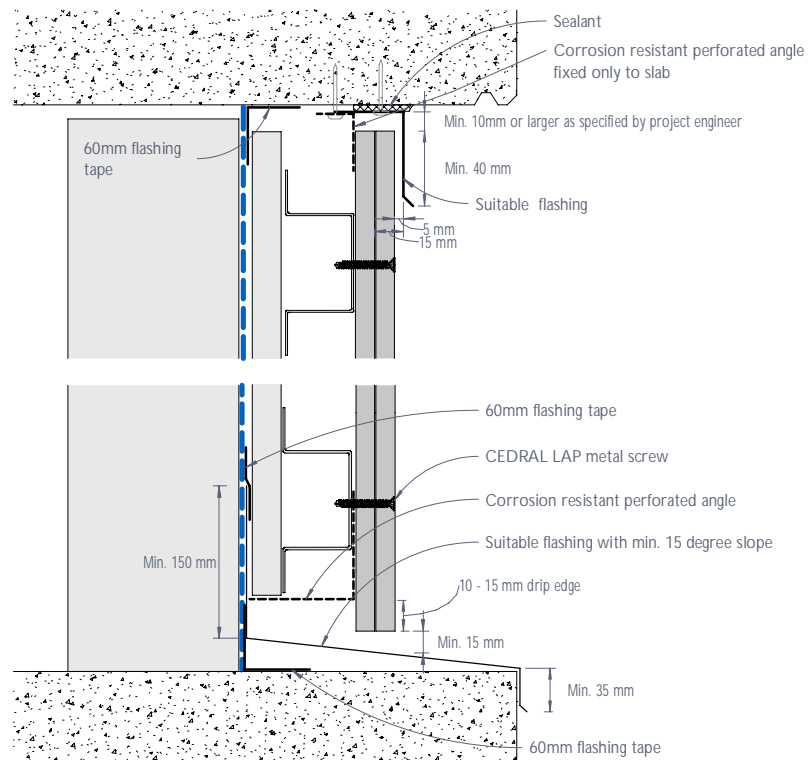 Sealant
Corrosion resistant perforated angle
fixed only to slab
Min. 10mm or larger as specified by project engineer
60mm flashing
tape
Min. 40 mm
Suitable flashing
5 mm
15 mm
60mm flashing tape
CEDRAL LAP metal screw
Corrosion resistant perforated angle
Suitable flashing with min. 15 degree slope
Min. 150 mm
10 - 15 mm drip edge
Min. 15 mm
Min. 35 mm
60mm flashing tape